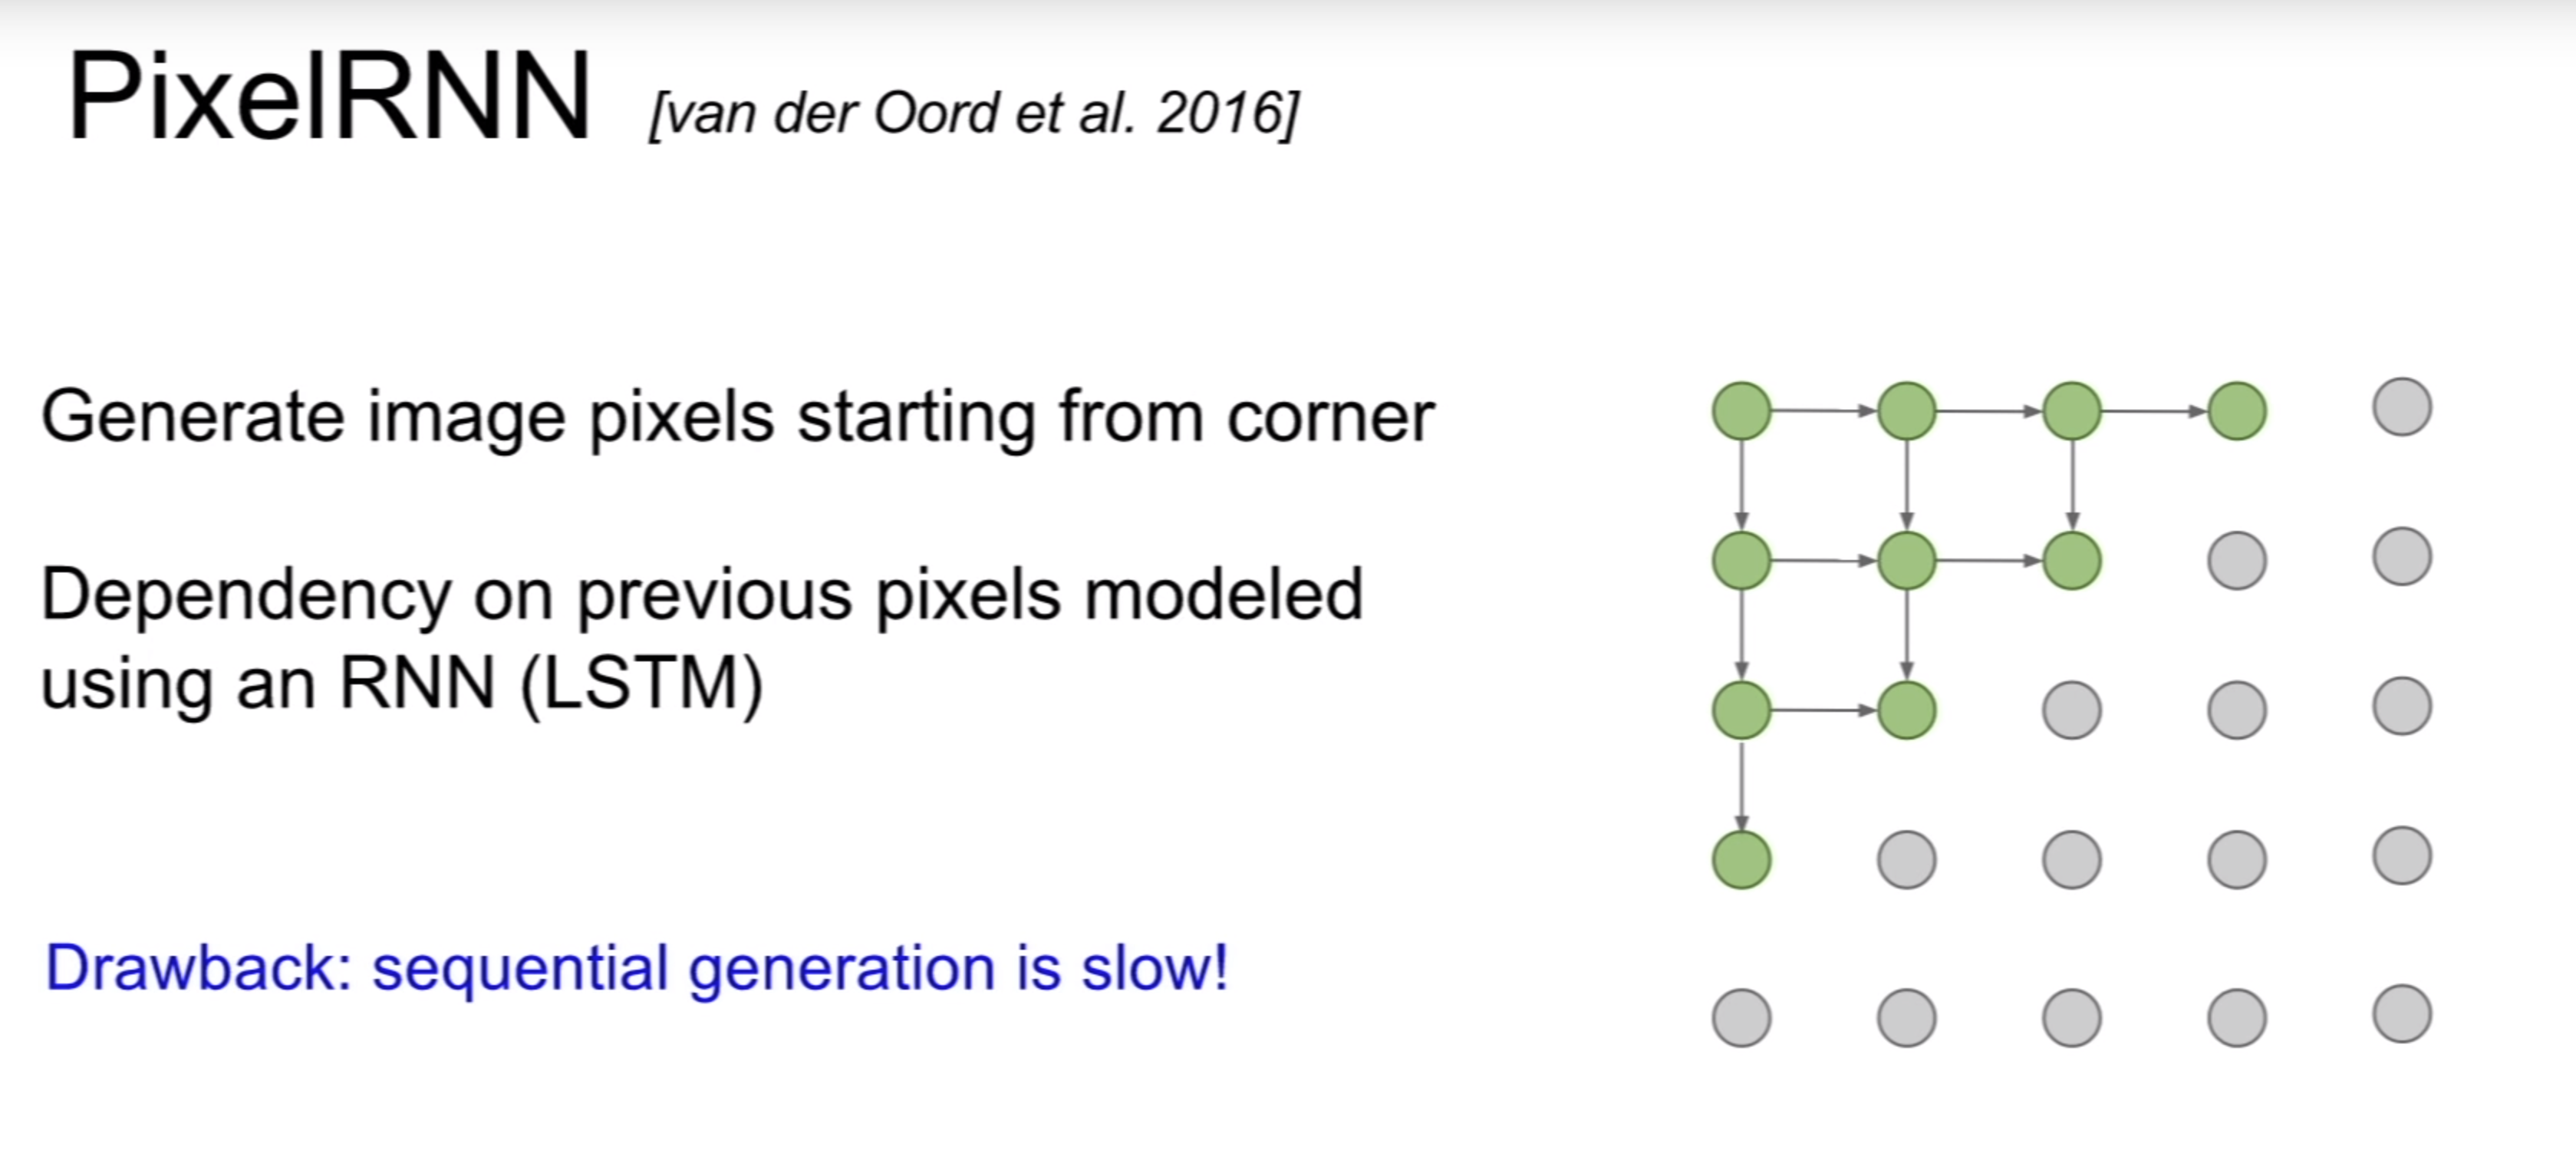 PixelRNN [van der Oord et al. 2016]
Generate image pixels starting from corner
Dependency on previous pixels modeled
using an RNN (LSTM)
Drawback: sequential generation is slow!